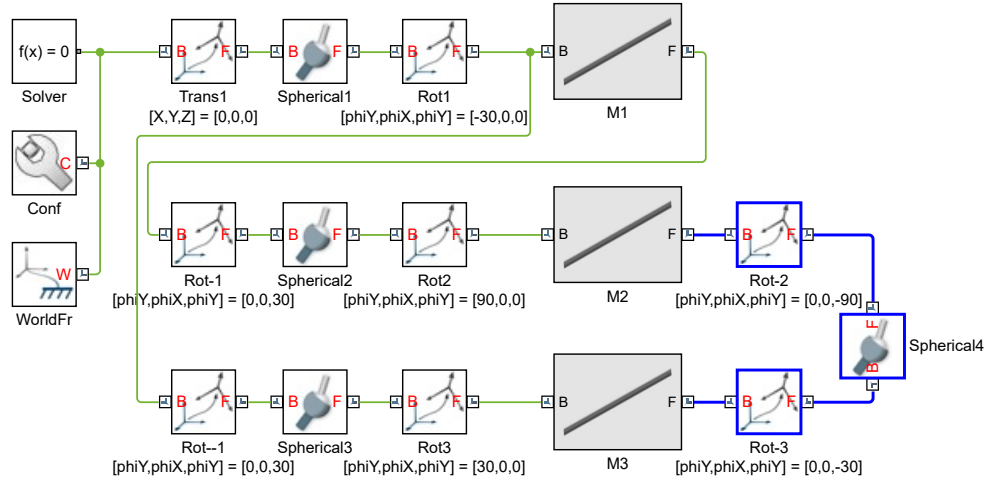 f(x) = 0
Solver
B F
Trans1
[X,Y,Z] = [0,0,0]
B F
Spherical1
B F
Rot1
[phiY,phiX,phiY] = [-30,0,0]
B F
M1
C
Conf
W
WorldFr
B F
Rot-1
[phiY,phiX,phiY] = [0,0,30]
B F
Spherical2
B F
Rot2
[phiY,phiX,phiY] = [90,0,0]
B F
M2
B F
Rot-2
[phiY,phiX,phiY] = [0,0,-90]
F
B
Spherical4
B F
Rot--1
[phiY,phiX,phiY] = [0,0,30]
B F
Spherical3
B F
Rot3
[phiY,phiX,phiY] = [30,0,0]
B F
M3
B F
Rot-3
[phiY,phiX,phiY] = [0,0,-30]